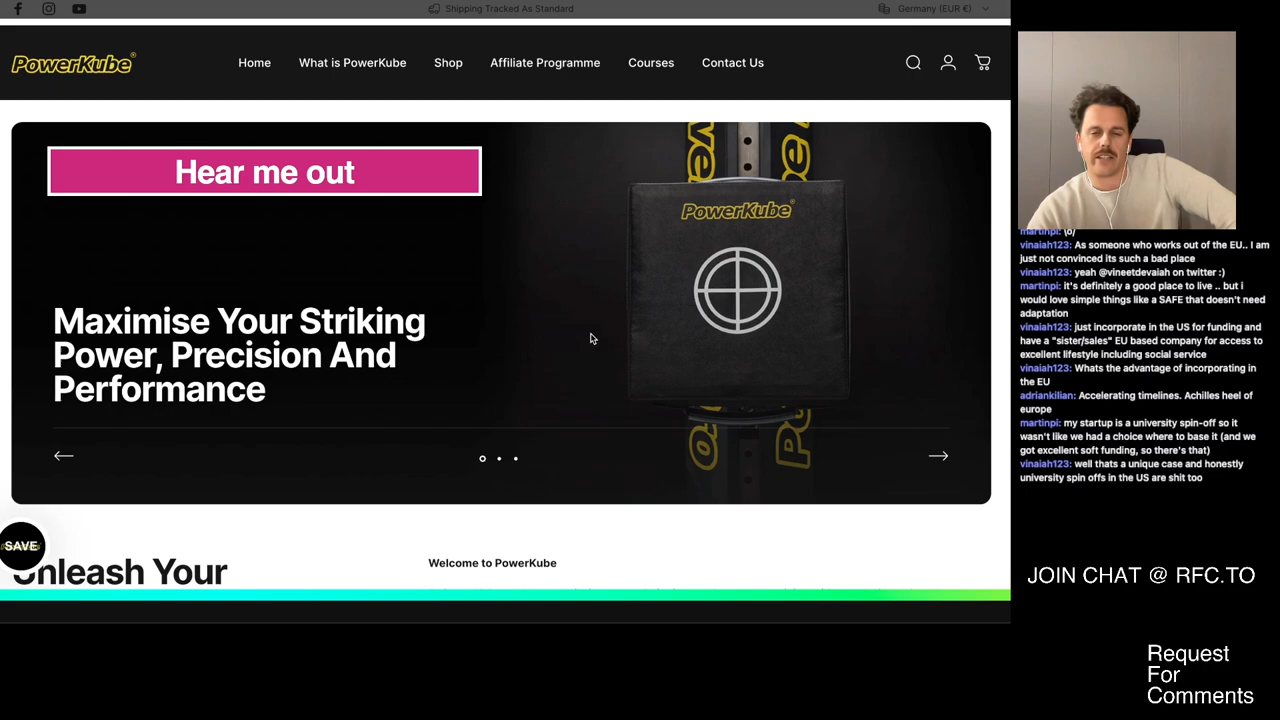 Shipping Tracked As Standard
Germany (EUR €)
PowerKube®
Home
What is PowerKube
Shop
Affiliate Programme
Courses
Contact Us
Hear me out
PowerKube®
Maximise Your Striking
Power, Precision And
Performance
SAVE
Unleash Your
Welcome to PowerKube
martinpi: \o/
vinaiah123: As someone who works out of the EU.. I am
just not convinced its such a bad place
vinaiah123: yeah @vineetdevaiah on twitter :)
martinpi: it's definitely a good place to live .. but i
would love simple things like a SAFE that doesn't need
adaptation
vinaiah123: just incorporate in the US for funding and
have a "sister/sales" EU based company for access to
excellent lifestyle including social service
vinaiah123: Whats the advantage of incorporating in
the EU
adriankilian: Accelerating timelines. Achilles heel of
europe
martinpi: my startup is a university spin-off so it
wasn't like we had a choice where to base it (and we
got excellent soft funding, so there's that)
vinaiah123: well thats a unique case and honestly
university spin offs in the US are shit too
JOIN CHAT @ RFC.TO
Request
For
Comments